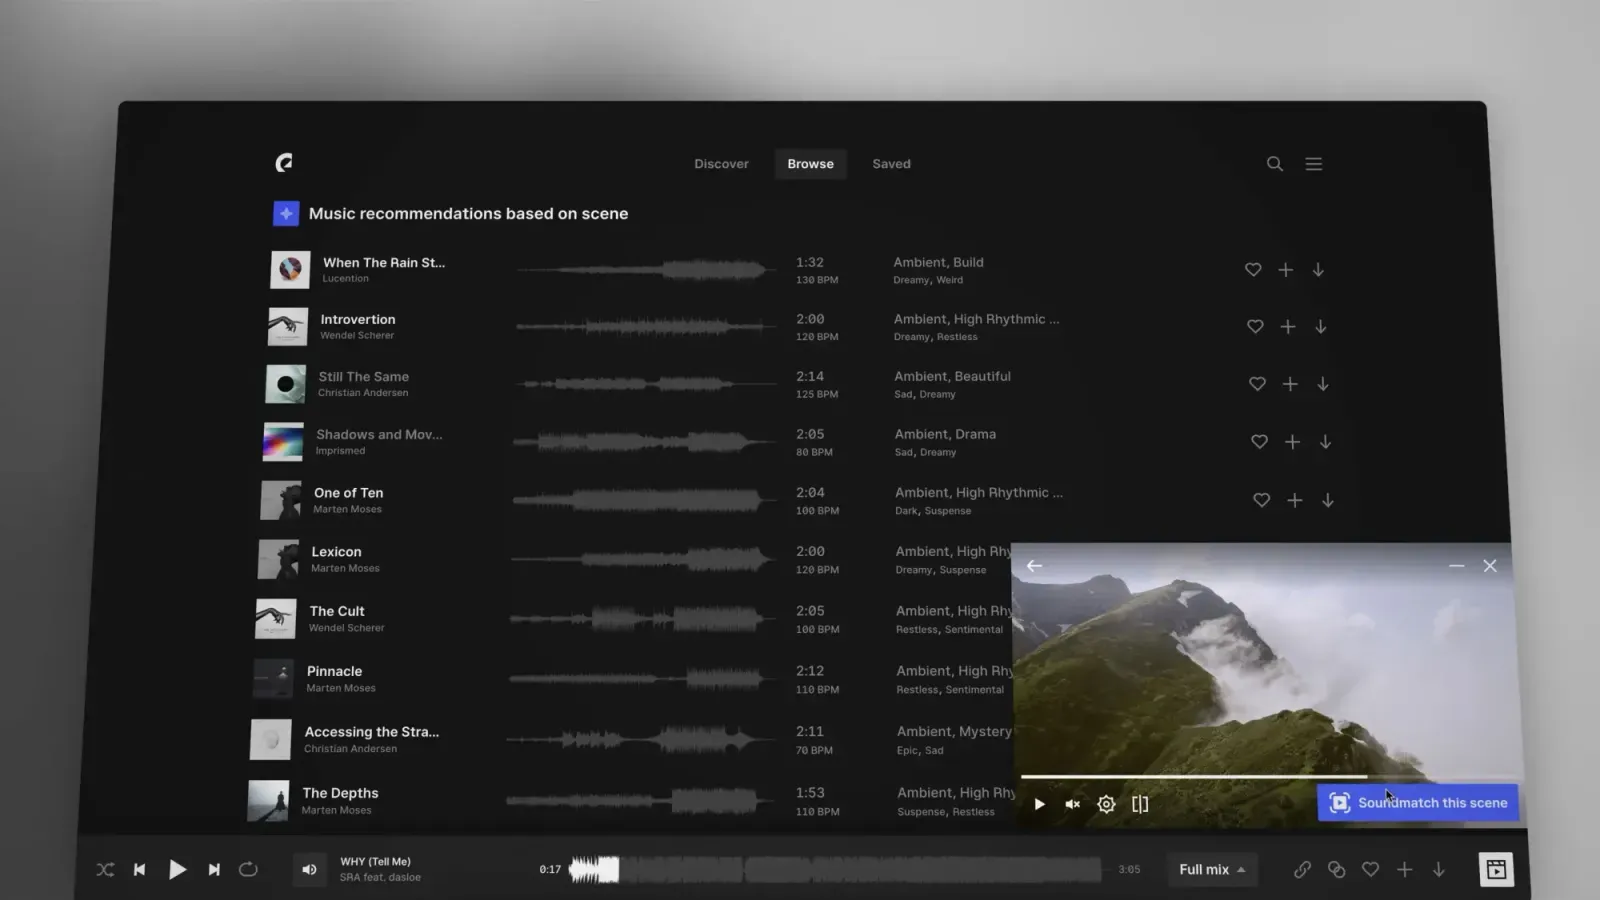 Discover Browse Saved
Music recommendations based on scene
When The Rain St... 1:32 Ambient, Build
Lucention 130 BPM Dreamy, Weird
Introvertion 2:00 Ambient, High Rhythmic ...
Wendel Scherer 120 BPM Dreamy, Restless
Still The Same 2:14 Ambient, Beautiful
Christian Andersen 125 BPM Sad, Dreamy
Shadows and Mov... 2:05 Ambient, Drama
Imprismed 80 BPM Sad, Dreamy
One of Ten 2:04 Ambient, High Rhythmic ...
Marten Moses 100 BPM Dark, Suspense
Lexicon 2:00 Ambient, High Rhy
Marten Moses 120 BPM Dreamy, Suspense
The Cult 2:05 Ambient, High Rhy
Wendel Scherer 100 BPM Restless, Sentimental
Pinnacle 2:12 Ambient, High Rhy
Marten Moses 110 BPM Restless, Sentimental
Accessing the Stra... 2:11 Ambient, Mystery
Christian Andersen 70 BPM Epic, Sad
The Depths 1:53 Ambient, High Rhy
Marten Moses 110 BPM Suspense, Restless
Soundmatch this scene
WHY (Tell Me)
SRA feat. dasloe
0:17 3:05 Full mix